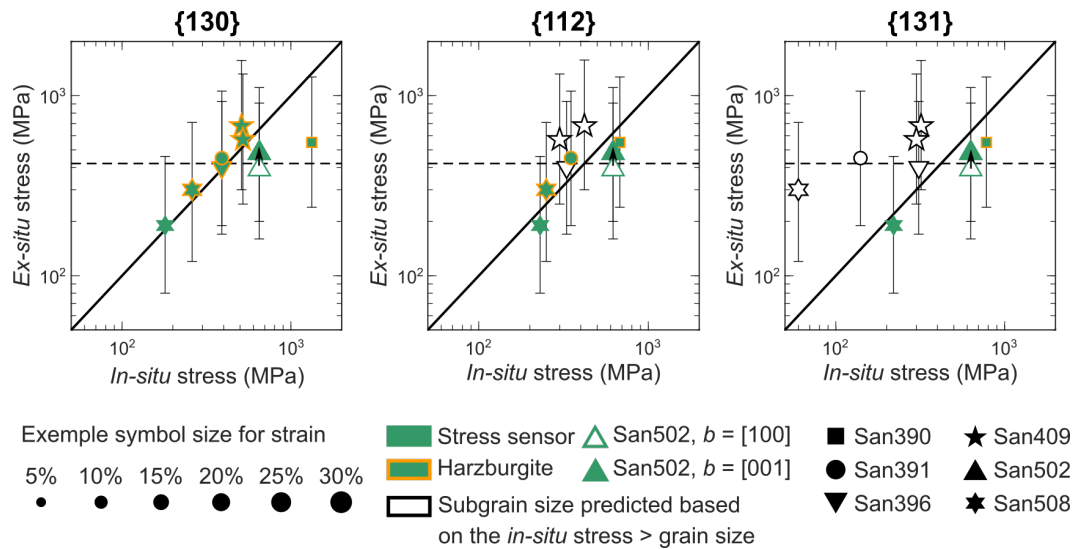 {130}
{112}
{131}
Ex-situ stress (MPa)
10³
10²
10²
10³
In-situ stress (MPa)
Ex-situ stress (MPa)
10³
10²
10²
10³
In-situ stress (MPa)
Ex-situ stress (MPa)
10³
10²
10²
10³
In-situ stress (MPa)
Exemple symbol size for strain
5% 10% 15% 20% 25% 30%
Stress sensor
Harzburgite
Subgrain size predicted based
on the in-situ stress > grain size
San502, b = [100]
San502, b = [001]
San390
San391
San396
San409
San502
San508